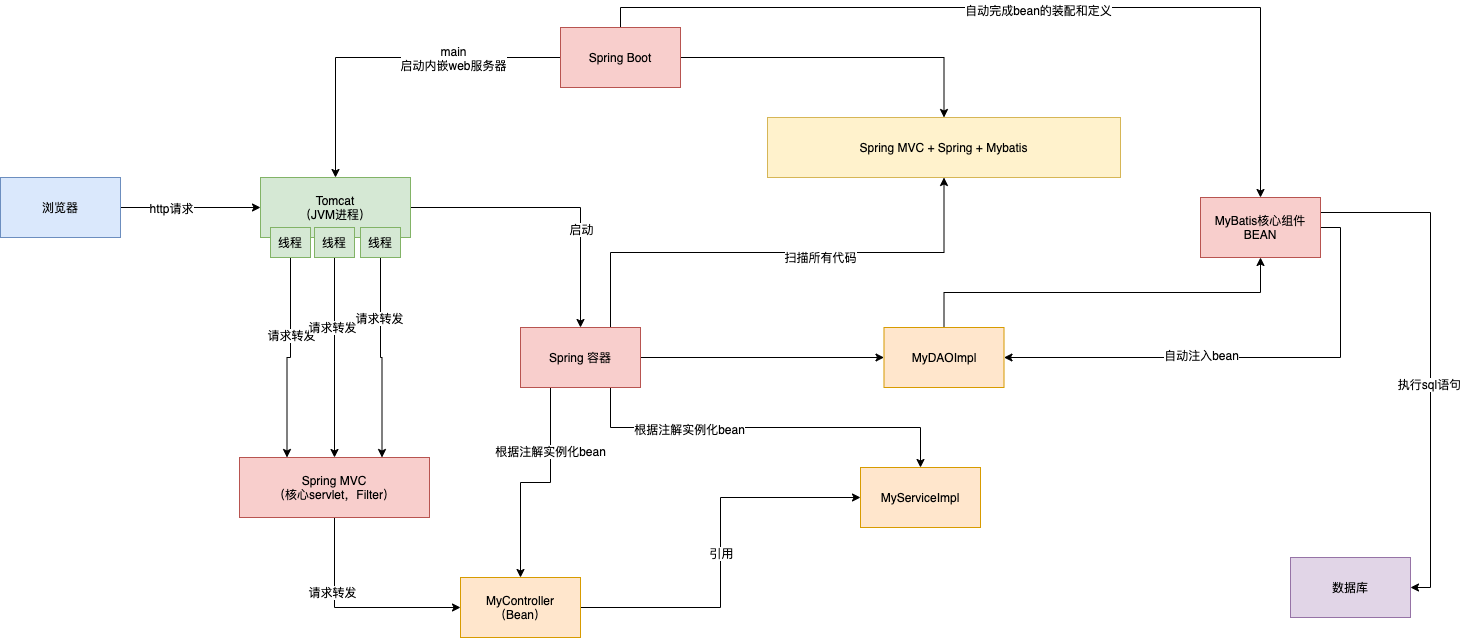 自动完成bean的装配和定义
main
启动内嵌web服务器
Spring Boot
Spring MVC + Spring + Mybatis
浏览器
http请求
Tomcat
（JVM进程）
线程
线程
线程
启动
MyBatis核心组件
BEAN
扫描所有代码
请求转发
请求转发
请求转发
Spring 容器
MyDAOImpl
自动注入bean
执行sql语句
根据注解实例化bean
根据注解实例化bean
Spring MVC
（核心servlet，Filter）
MyServiceImpl
引用
请求转发
MyController
（Bean）
数据库